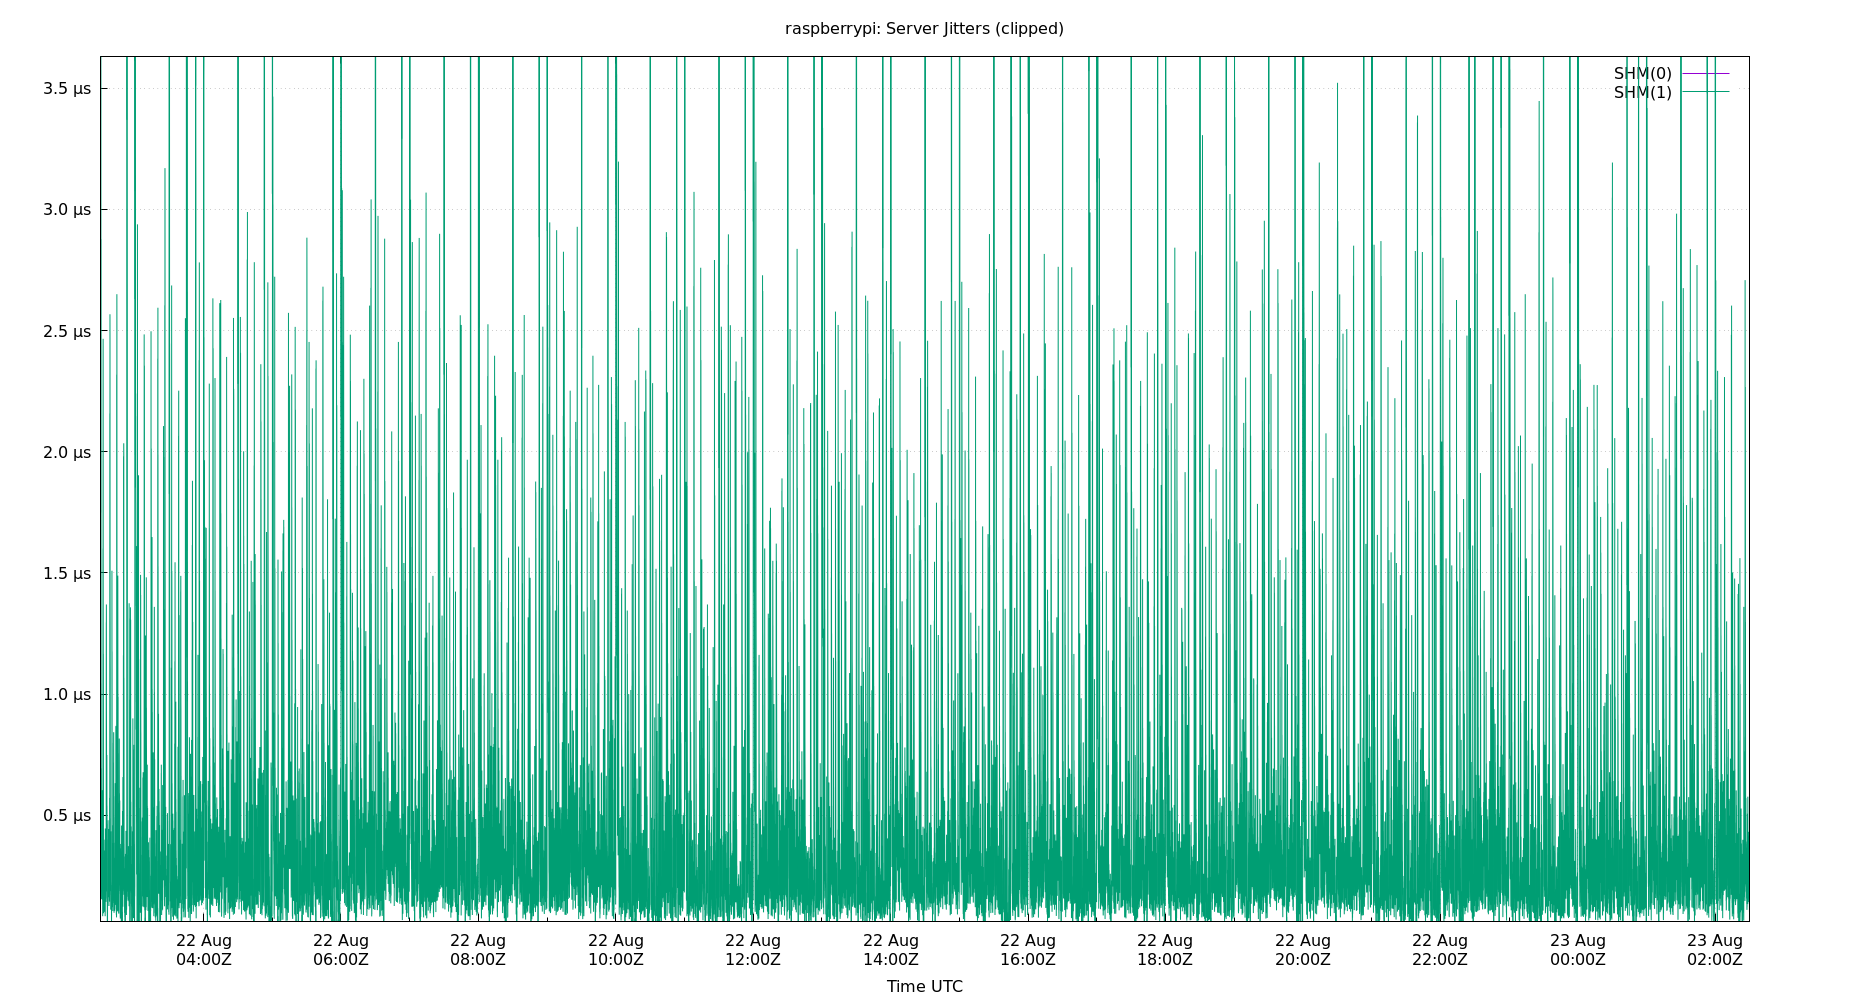 raspberrypi: Server Jitters (clipped)
SHM(0)
SHM(1)
3.5 µs
3.0 µs
2.5 µs
2.0 µs
1.5 µs
1.0 µs
0.5 µs
22 Aug 22 Aug 22 Aug 22 Aug 22 Aug 22 Aug 22 Aug 22 Aug 22 Aug 22 Aug 23 Aug 23 Aug
04:00Z 06:00Z 08:00Z 10:00Z 12:00Z 14:00Z 16:00Z 18:00Z 20:00Z 22:00Z 00:00Z 02:00Z
Time UTC